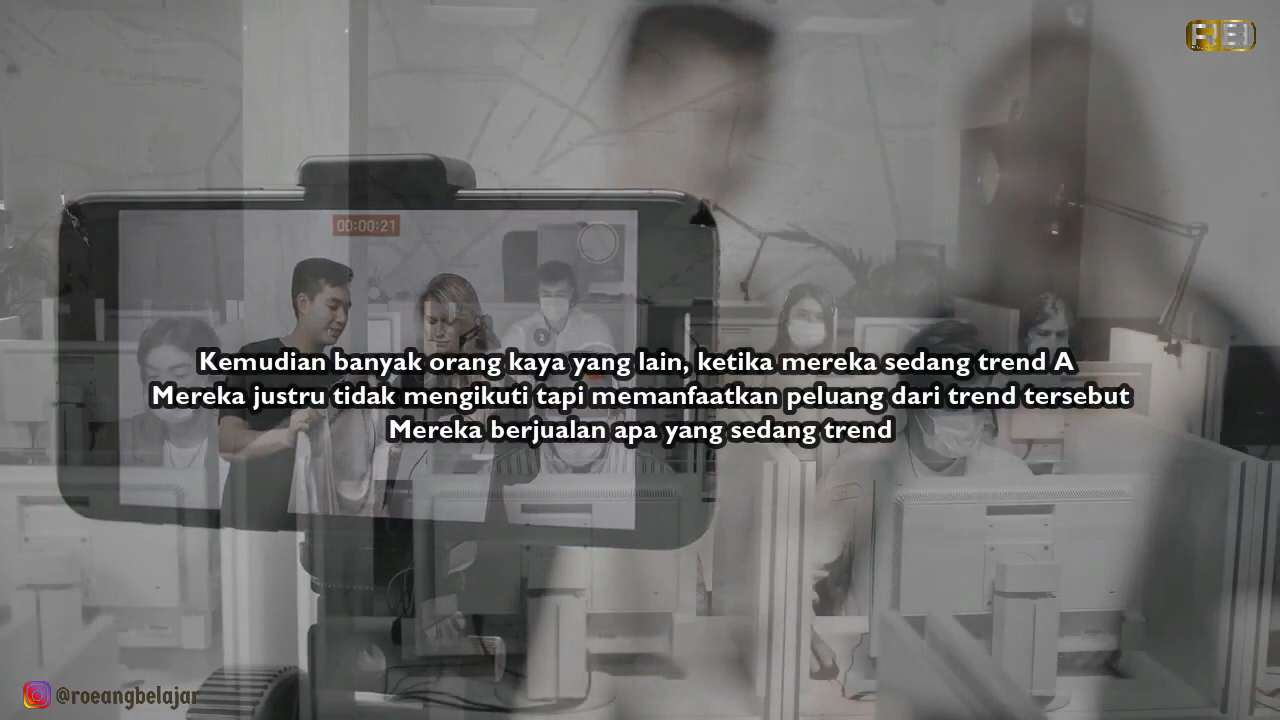 RB
00:00:21
Kemudian banyak orang kaya yang lain, ketika mereka sedang trend A
Mereka justru tidak mengikuti tapi memanfaatkan peluang dari trend tersebut
Mereka berjualan apa yang sedang trend
@roeangbelajar